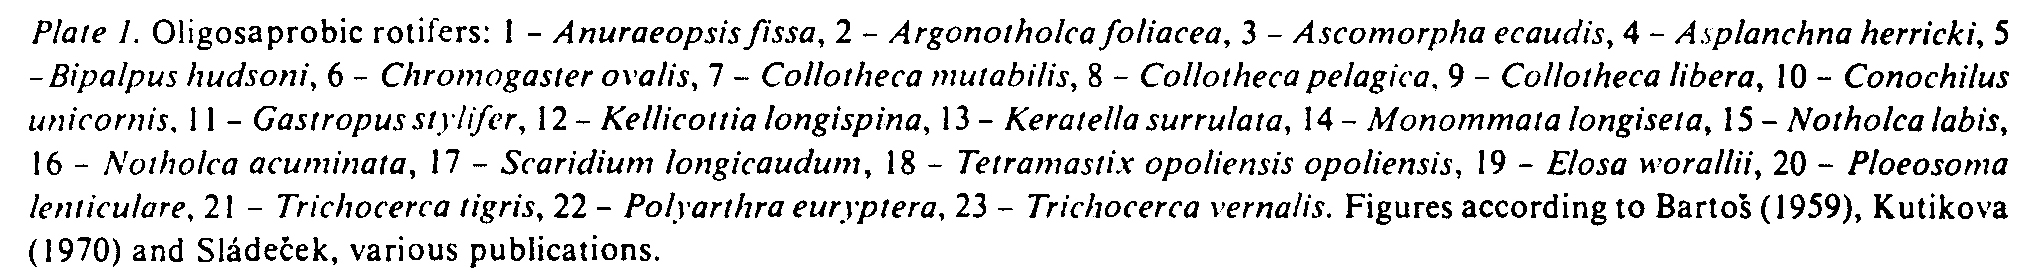 Plate 1. Oligosaprobic rotifers: 1 – Anuraeopsis fissa, 2 – Argonotholca foliacea, 3 – Ascomorpha ecaudis, 4 – Asplanchna herricki, 5
– Bipalpus hudsoni, 6 – Chromogaster ovalis, 7 – Collotheca mutabilis, 8 – Collotheca pelagica, 9 – Collotheca libera, 10 – Conochilus
unicornis, 11 – Gastropus stylifer, 12 – Kellicottia longispina, 13 – Keratella surrulata, 14 – Monommata longiseta, 15 – Notholca labis,
16 – Notholca acuminata, 17 – Scaridium longicaudum, 18 – Tetramastix opoliensis opoliensis, 19 – Elosa worallii, 20 – Ploeosoma
lenticulare, 21 – Trichocerca tigris, 22 – Polyarthra euryptera, 23 – Trichocerca vernalis. Figures according to Bartoš (1959), Kutikova
(1970) and Sládeček, various publications.